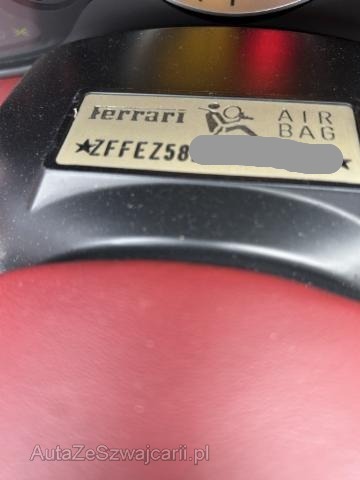 Ferrari AIR
BAG
★ZFFEZ58 ★
AutaZeSzwajcarii.pl